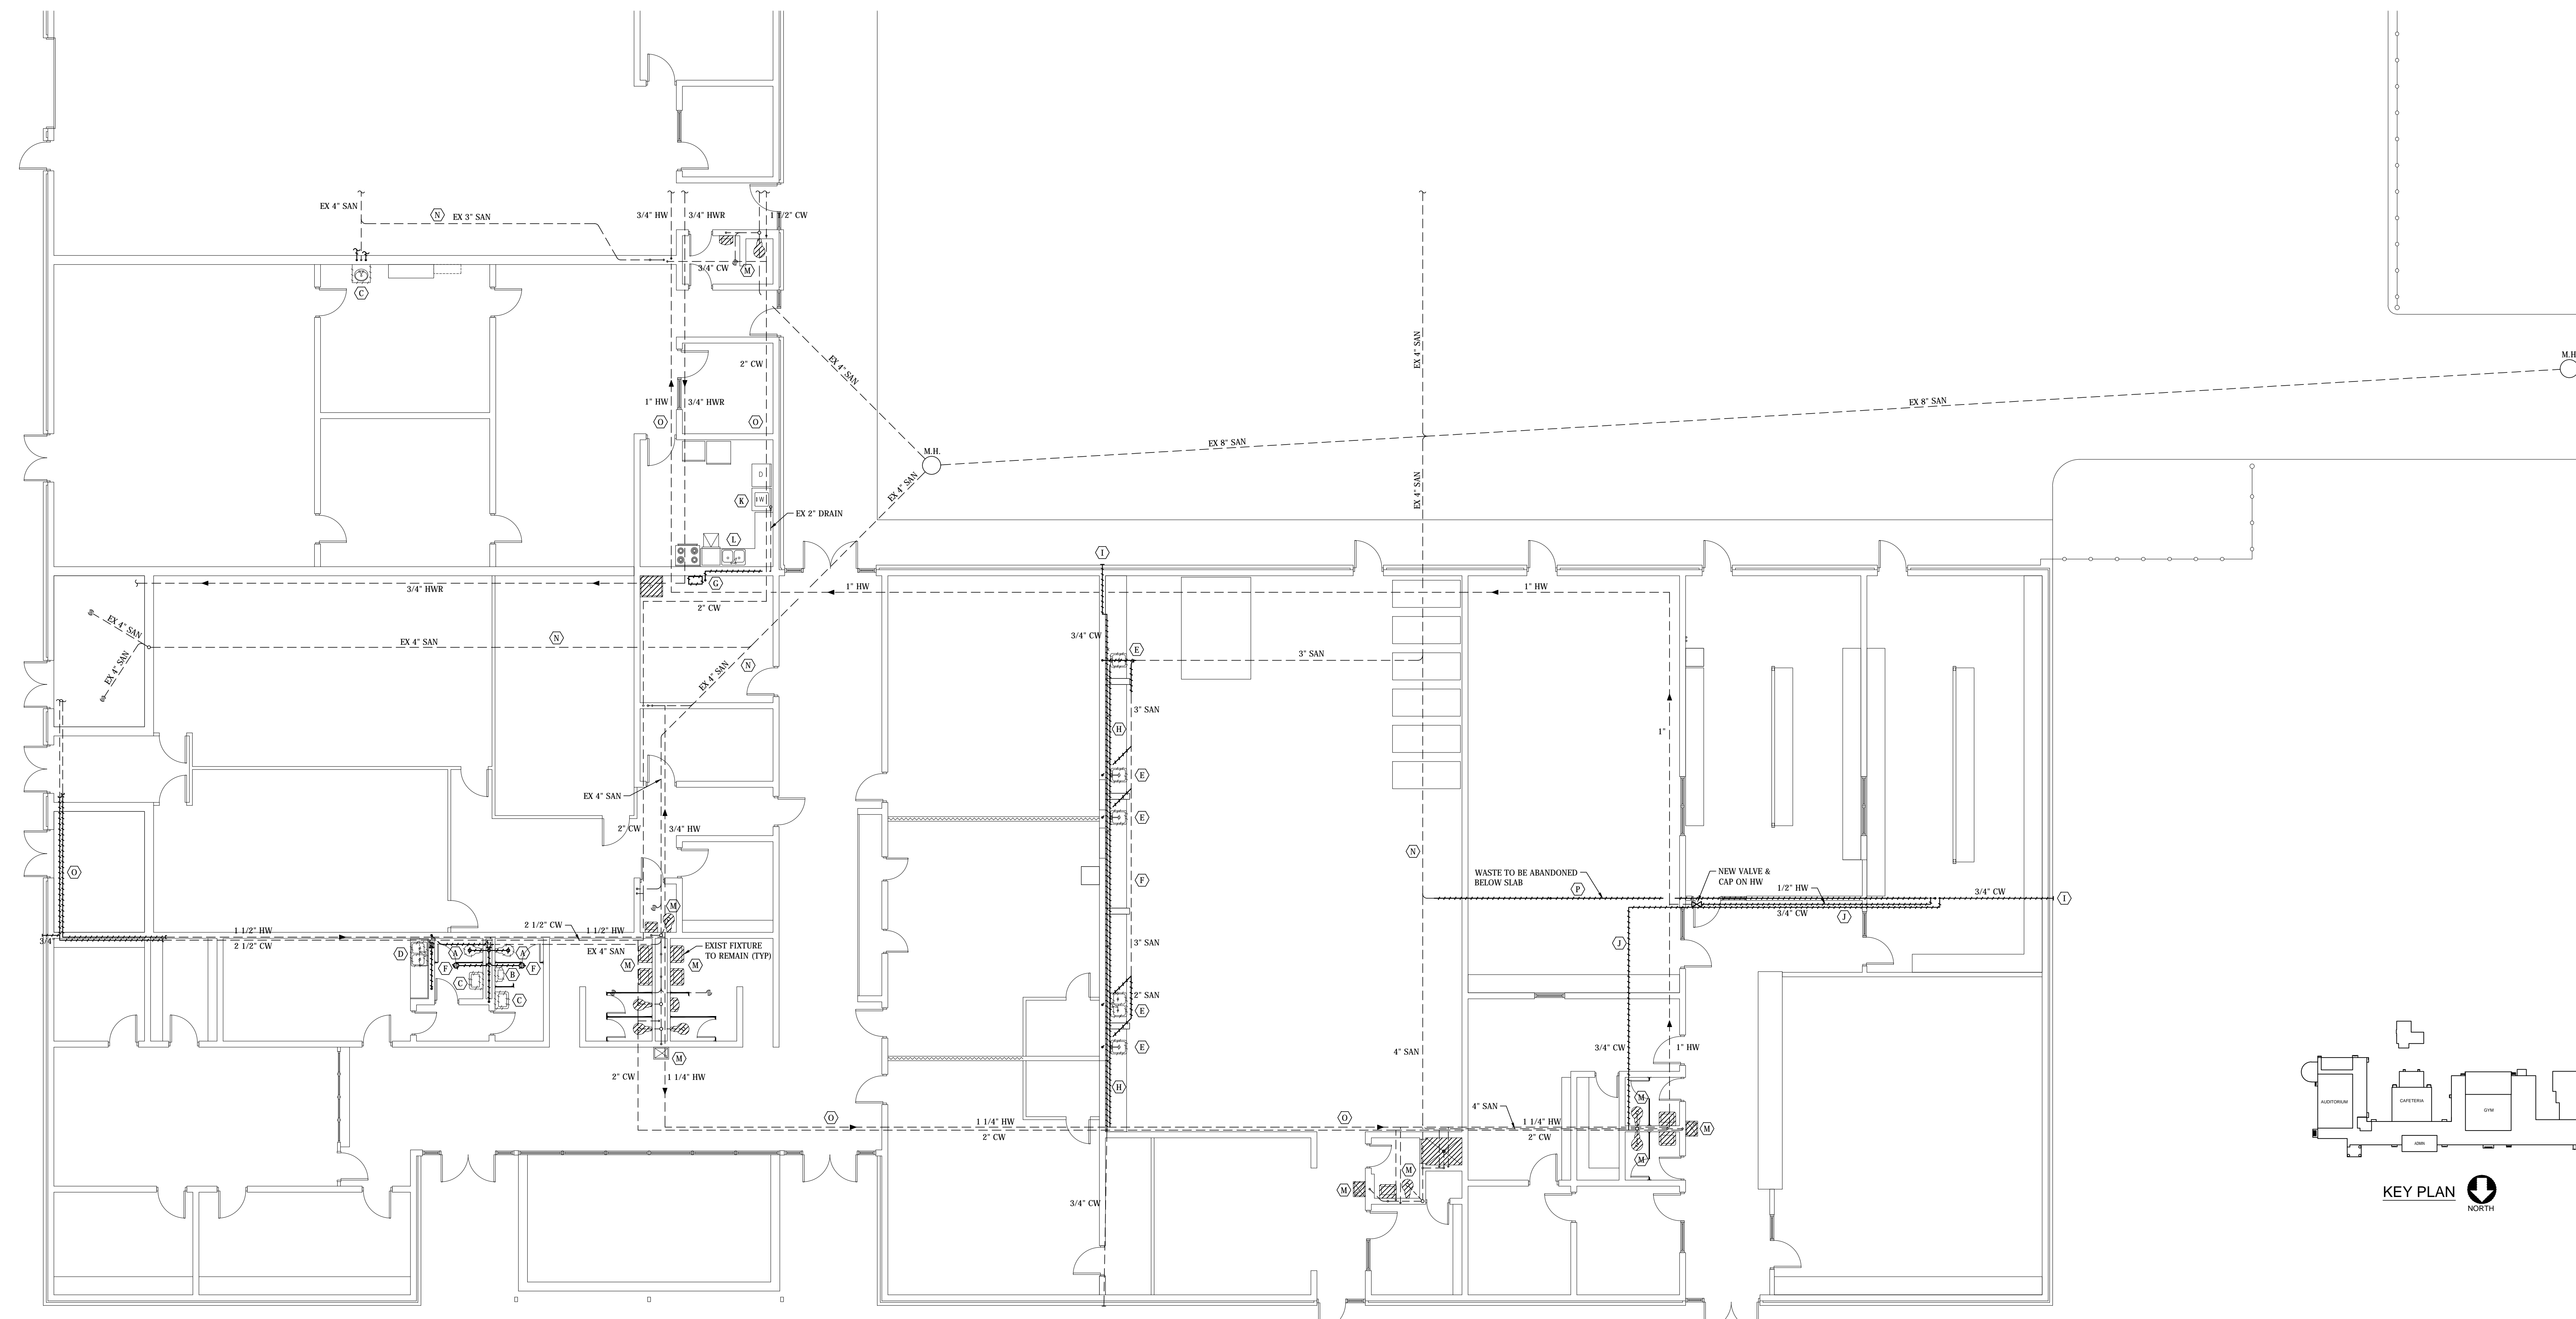 EX 4" SAN
N
EX 3" SAN
3/4" HW
3/4" HWR
1 1/2" CW
3/4" CW
M
C
2" CW
EX 4" SAN
EX 4" SAN
M.H.
1" HW
3/4" HWR
O
O
EX 8" SAN
EX 8" SAN
M.H.
D
K
W
EX 4" SAN
EX 4" SAN
EX 2" DRAIN
L
I
G
3/4" HWR
2" CW
1" HW
1" HW
EX 4" SAN
EX 4" SAN
N
EX 4" SAN
EX 4" SAN
N
3/4" CW
E
3" SAN
3" SAN
H
1"
E
EX 4" SAN
E
2" CW
3/4" HW
N
O
F
WASTE TO BE ABANDONED
BELOW SLAB
P
NEW VALVE &
CAP ON HW
1/2" HW
3/4" CW
I
3/4" CW
J
M
1 1/2" HW
2 1/2" CW
3/4"
2 1/2" CW
1 1/2" HW
EX 4" SAN
EXIST FIXTURE
TO REMAIN (TYP)
3" SAN
J
D
A
A
F
F
B
C
C
M
M
2" SAN
E
M
E
4" SAN
3/4" CW
1" HW
2" CW
1 1/4" HW
H
M
O
1 1/4" HW
2" CW
O
4" SAN
1 1/4" HW
2" CW
M
M
M
M
3/4" CW
AUDITORIUM
CAFETERIA
GYM
ADMIN
KEY PLAN
NORTH